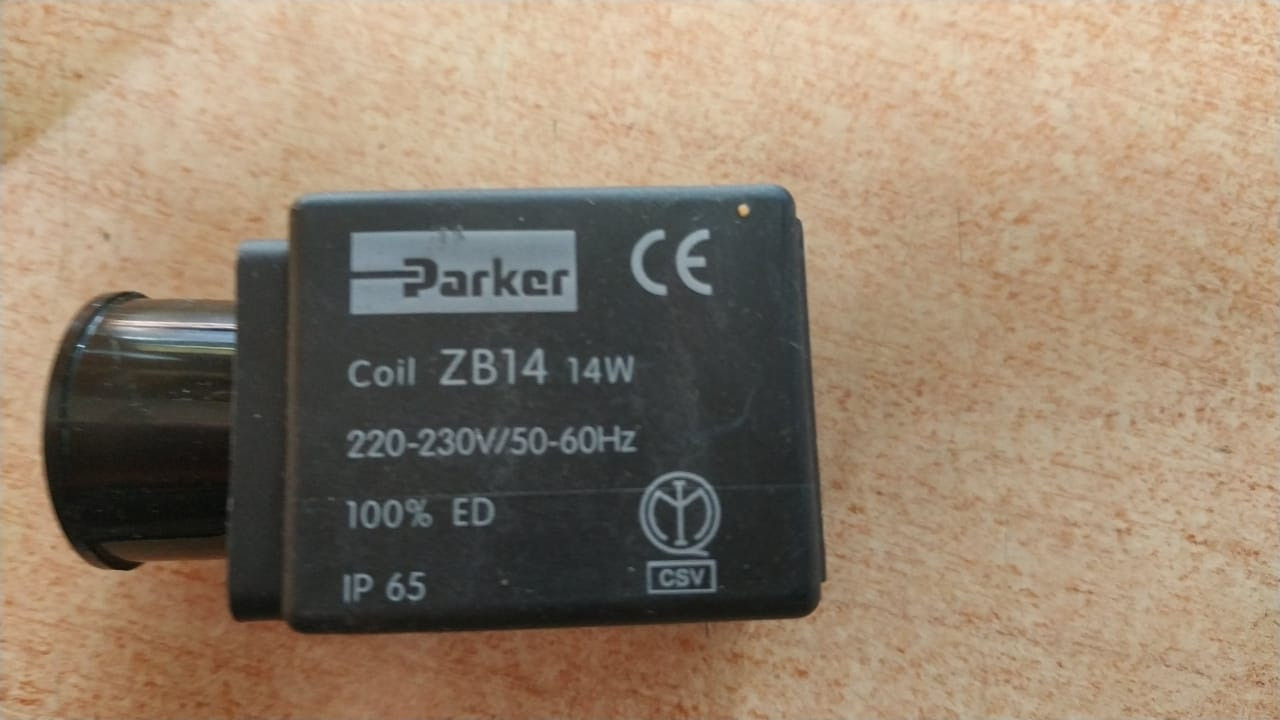 Parker
CE
Coil ZB14 14W
220-230V/50-60Hz
100% ED
IP 65
CSV